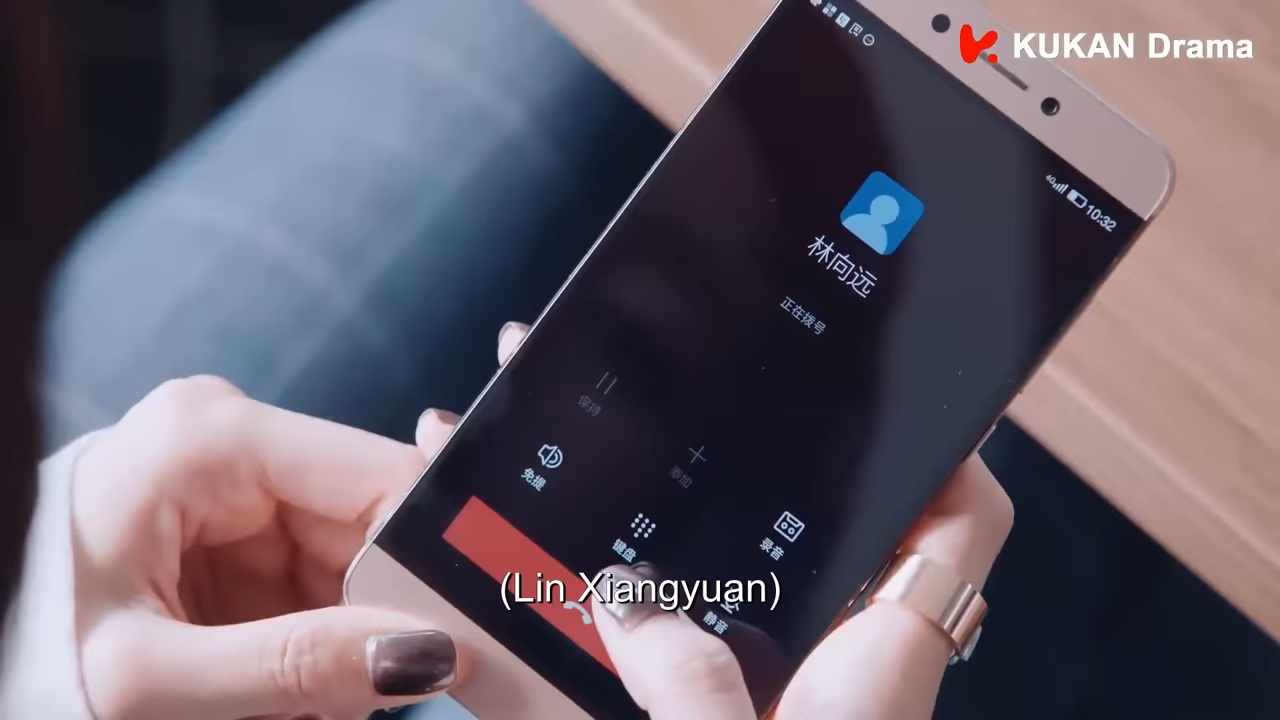 KUKAN Drama
4G
10:32
林向远
正在拨号
保持
添加
免提
键盘
录音
静音
(Lin Xiangyuan)